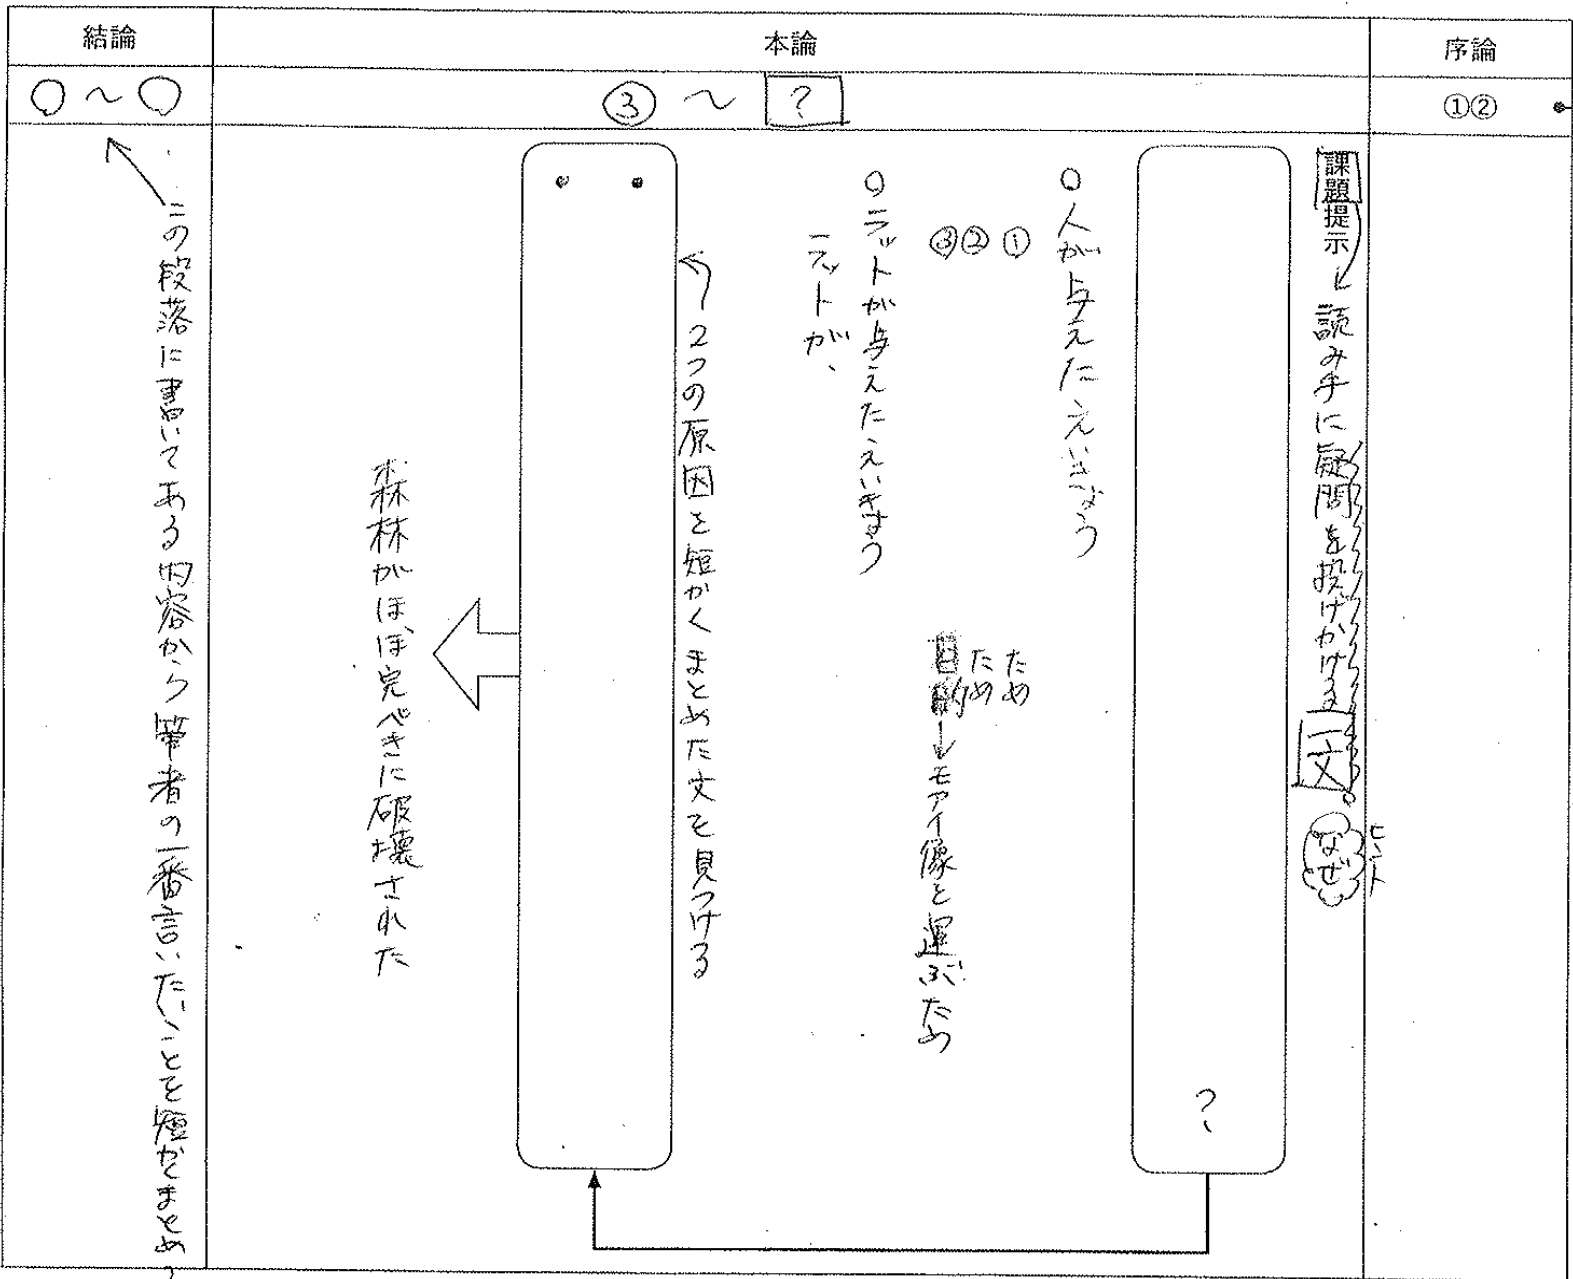 序論
①②
本論
③〜?
結論
〇〜〇
課題提示
読み手に疑問を投げかける一文。
ヒント
なぜ
?
〇人が与えたえいきょう
①ため
②ため
③目的→モアイ像を運ぶため
〇ニットが与えたえいきょう
ニットが、
2つの原因を短かくまとめた文を見つける
森林がほぼ完ぺきに破壊された
この段落に書いてある内容から筆者の一番言いたいことを短かくまとめ